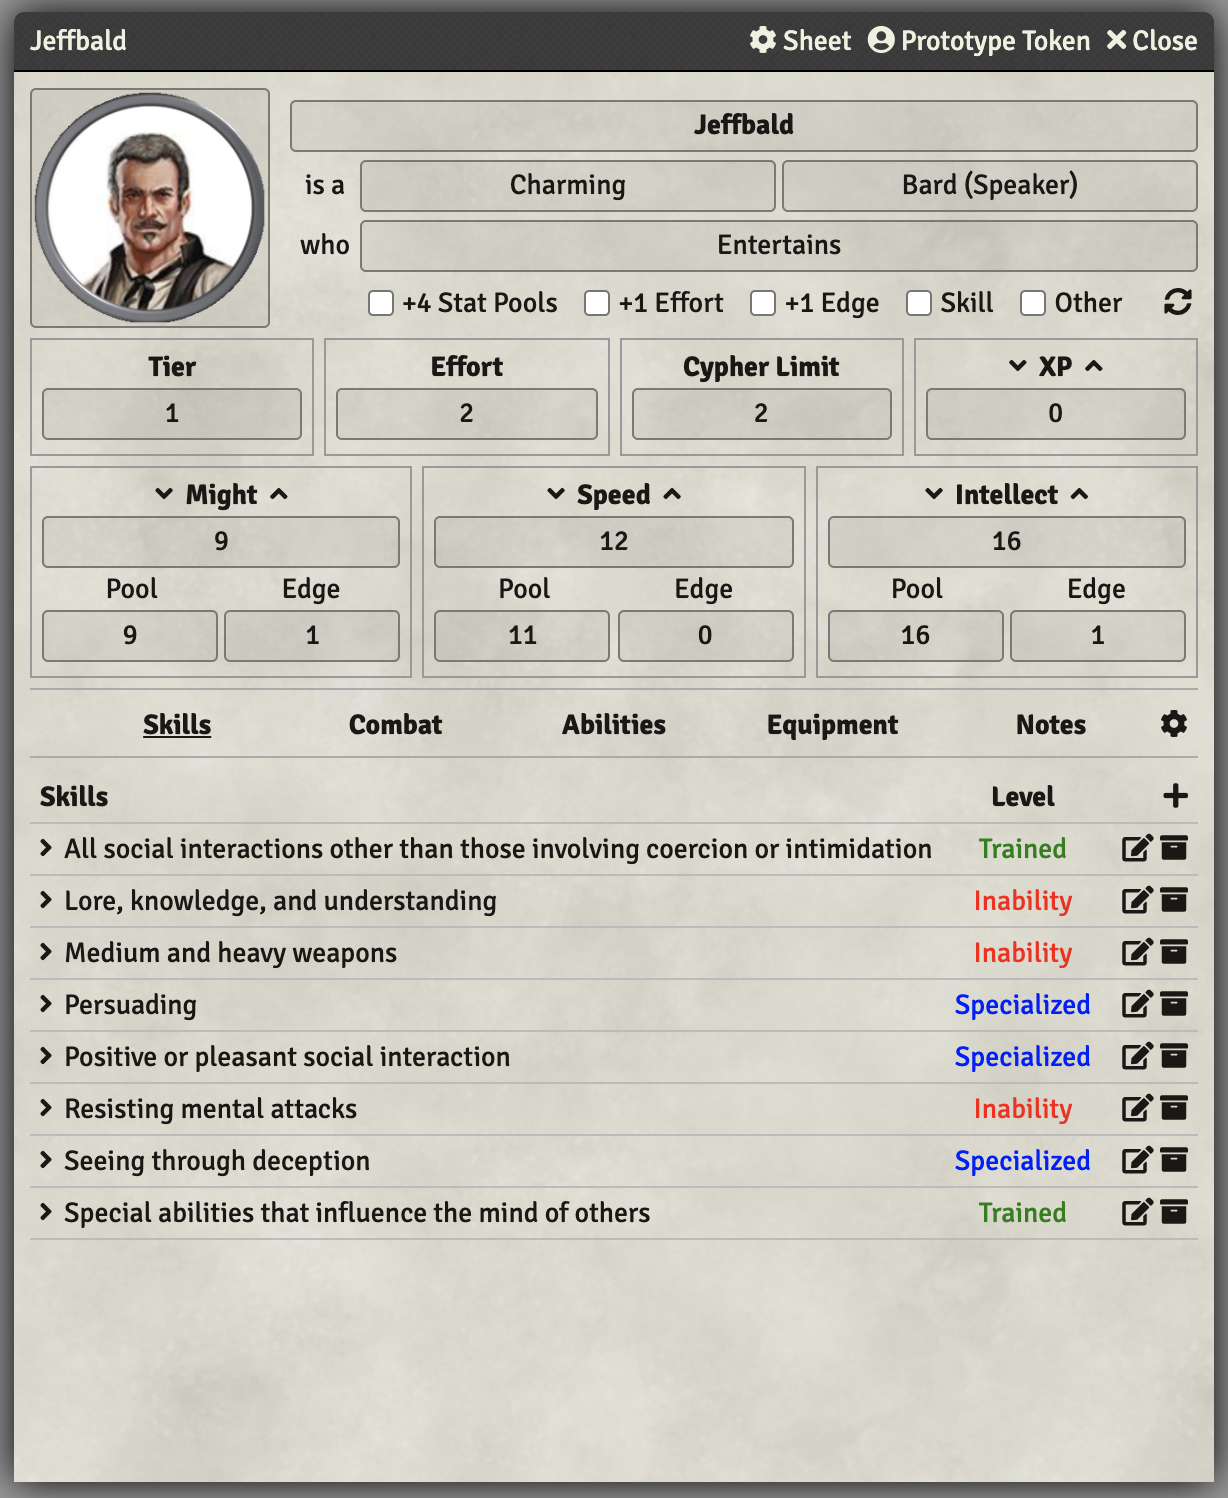 Jeffbald Sheet Prototype Token Close
Jeffbald
is a Charming Bard (Speaker)
who Entertains
+4 Stat Pools +1 Effort +1 Edge Skill Other
Tier Effort Cypher Limit XP
1 2 2 0
Might Speed Intellect
9 12 16
Pool Edge Pool Edge Pool Edge
9 1 11 0 16 1
Skills Combat Abilities Equipment Notes
Skills Level
All social interactions other than those involving coercion or intimidation Trained
Lore, knowledge, and understanding Inability
Medium and heavy weapons Inability
Persuading Specialized
Positive or pleasant social interaction Specialized
Resisting mental attacks Inability
Seeing through deception Specialized
Special abilities that influence the mind of others Trained